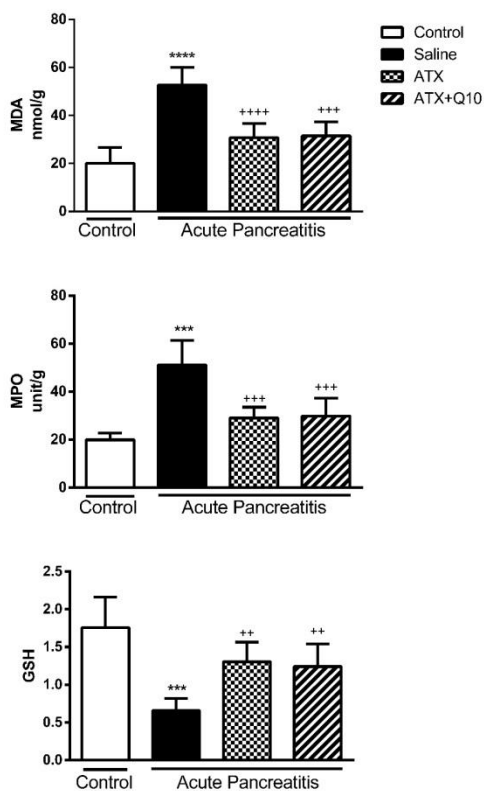 Control
Saline
ATX
ATX+Q10
MDA
nmol/g
80
60
40
20
0
****
++++
+++
Control
Acute Pancreatitis
MPO
unit/g
80
60
40
20
0
***
+++
+++
Control
Acute Pancreatitis
GSH
2.5
2.0
1.5
1.0
0.5
0.0
***
++
++
Control
Acute Pancreatitis